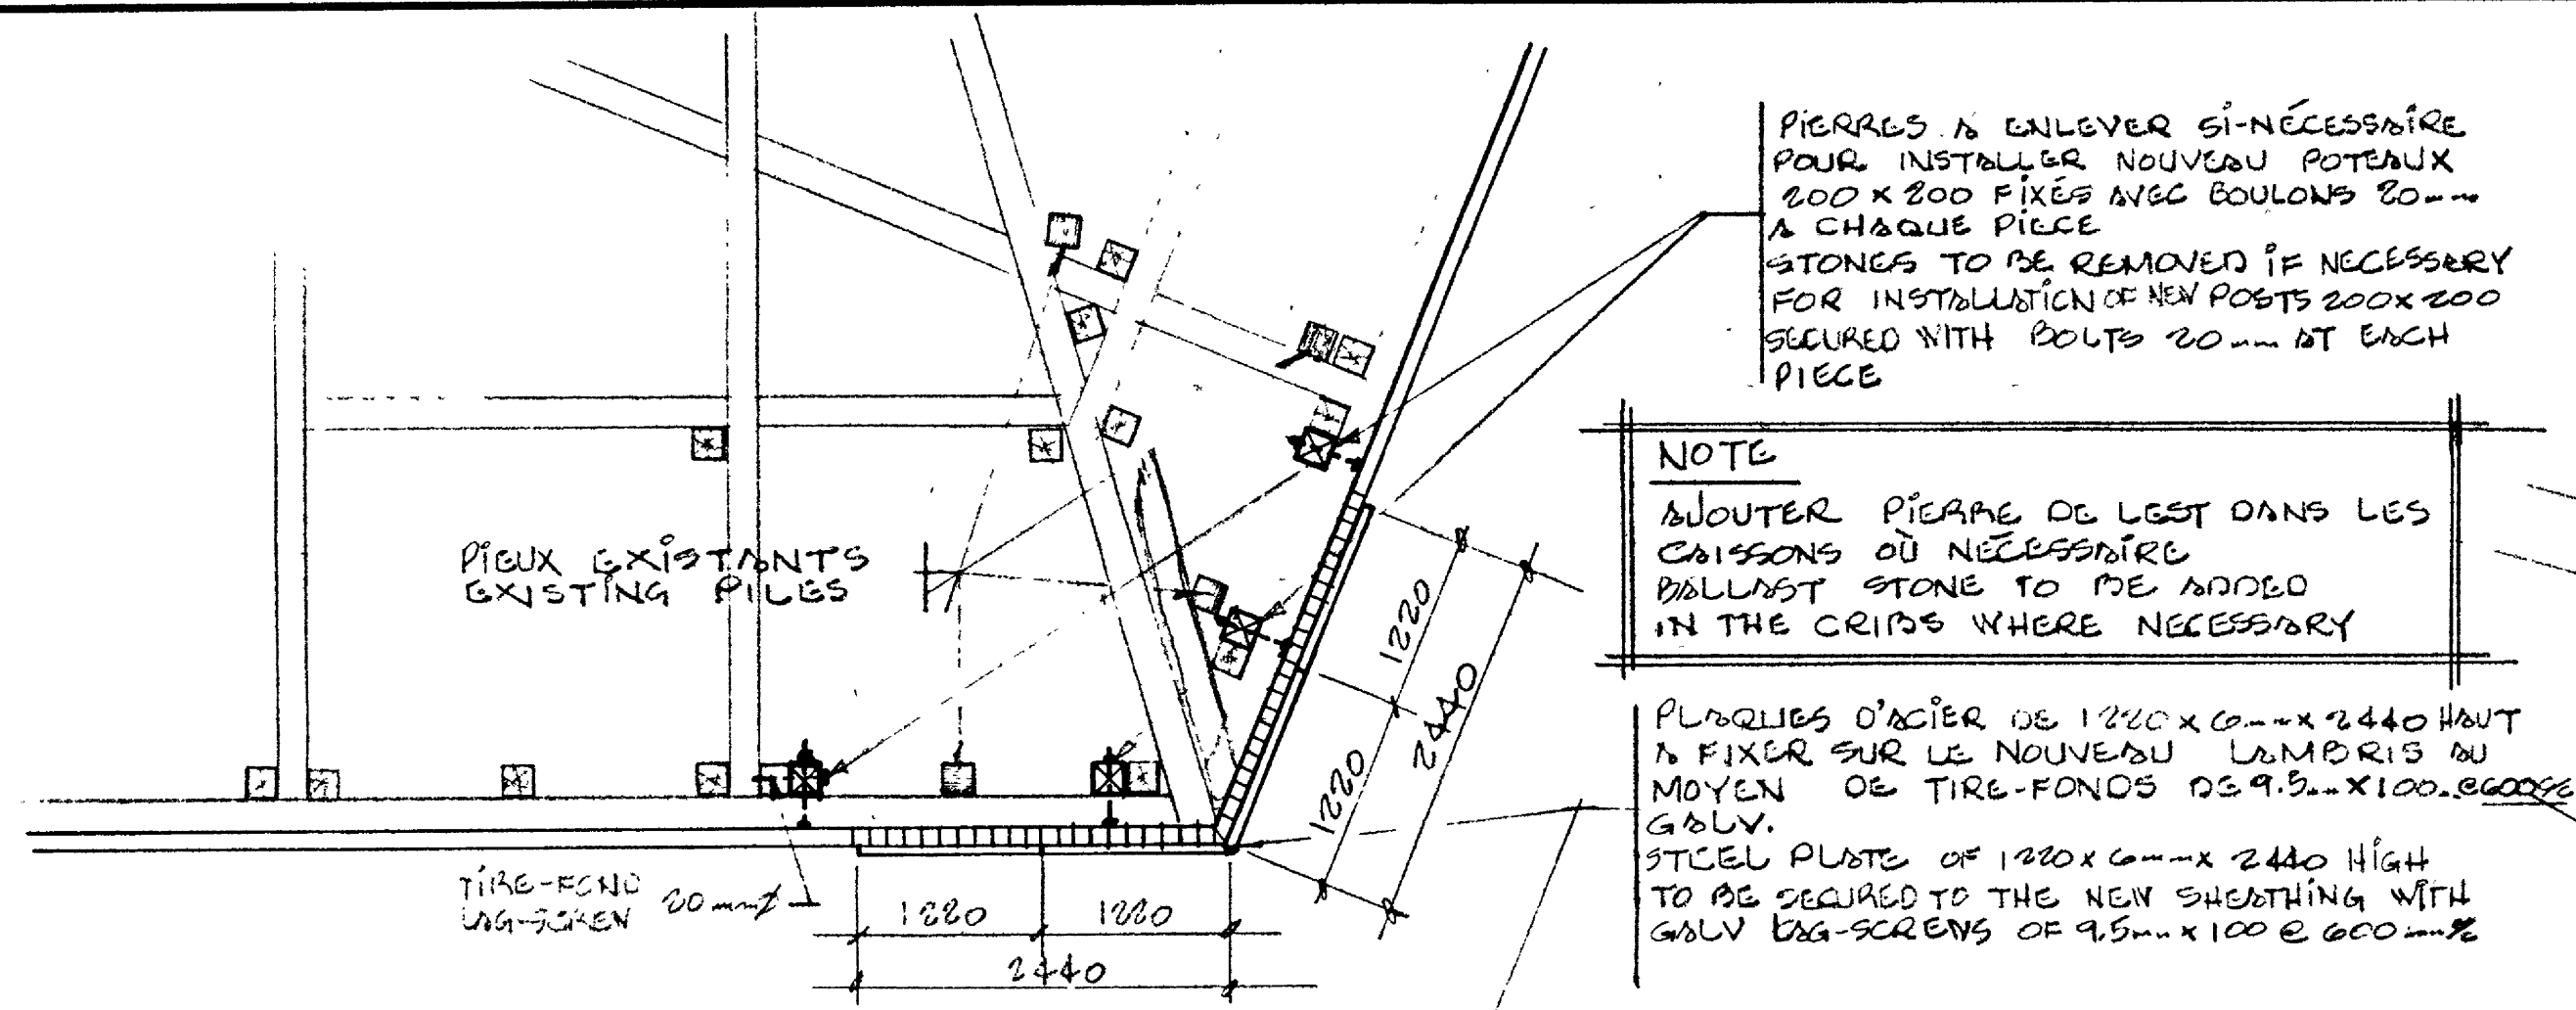 PIERRES A ENLEVER SI-NÉCESSAIRE
POUR INSTALLER NOUVEAU POTEAUX
200 x 200 FIXÉS AVEC BOULONS 20mm
A CHAQUE PIECE
STONES TO BE REMOVED IF NECESSARY
FOR INSTALLATION OF NEW POSTS 200x200
SECURED WITH BOLTS 20mm AT EACH
PIECE
NOTE
AJOUTER PIERRE DE LEST DANS LES
CAISSONS OÙ NÉCESSAIRE
BALLAST STONE TO BE ADDED
IN THE CRIBS WHERE NECESSARY
PIEUX EXISTANTS
EXISTING PILES
1220
2440
1220
PLAQUES D'ACIER DE 1220 x 6mm x 2440 HAUT
A FIXER SUR LE NOUVEAU LAMBRIS AU
MOYEN DE TIRE-FONDS DE 9.5mm x 100 @ 600
GALV.
STEEL PLATE OF 1220 x 6mm x 2440 HIGH
TO BE SECURED TO THE NEW SHEATHING WITH
GALV LAG-SCREWS OF 9.5mm x 100 @ 600mm %
TIRE-FOND
LAG-SCREW 20mmø
1220 1220
2440